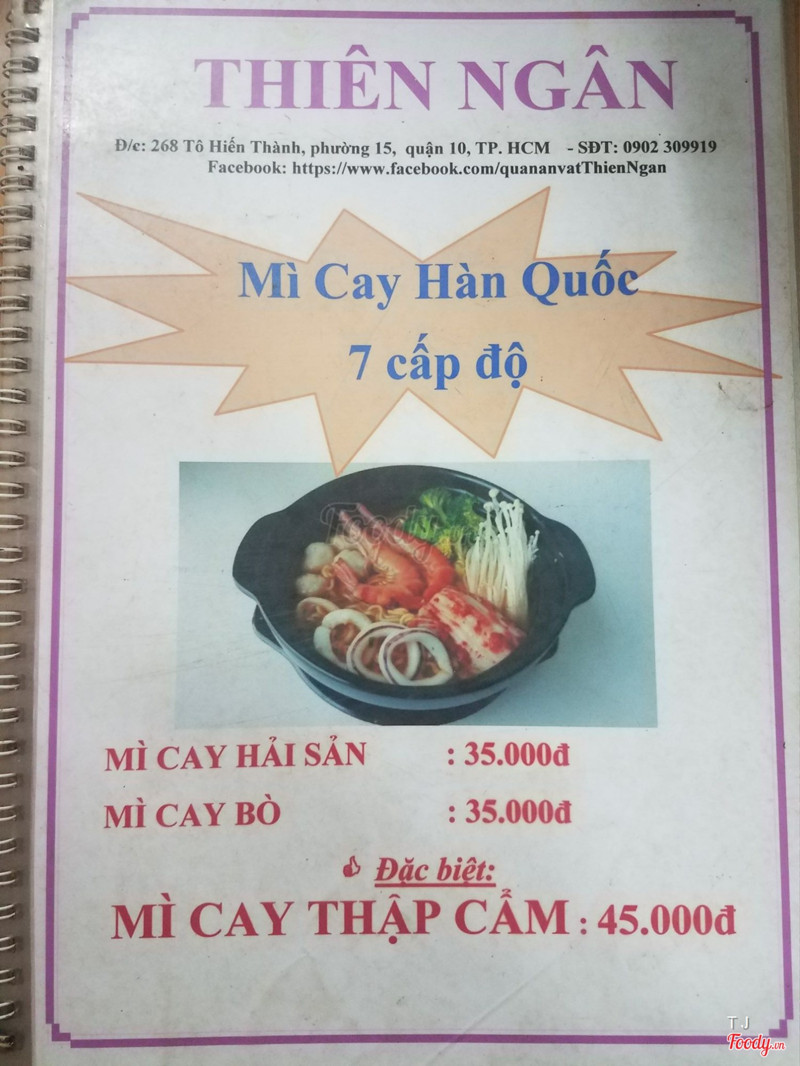 THIÊN NGÂN
Đ/c: 268 Tô Hiến Thành, phường 15, quận 10, TP. HCM - SĐT: 0902 309919
Facebook: https://www.facebook.com/quananvatThienNgan
Mì Cay Hàn Quốc
7 cấp độ
Foody
MÌ CAY HẢI SẢN : 35.000đ
MÌ CAY BÒ : 35.000đ
Đặc biệt:
MÌ CAY THẬP CẨM : 45.000đ
T J
Foody.vn